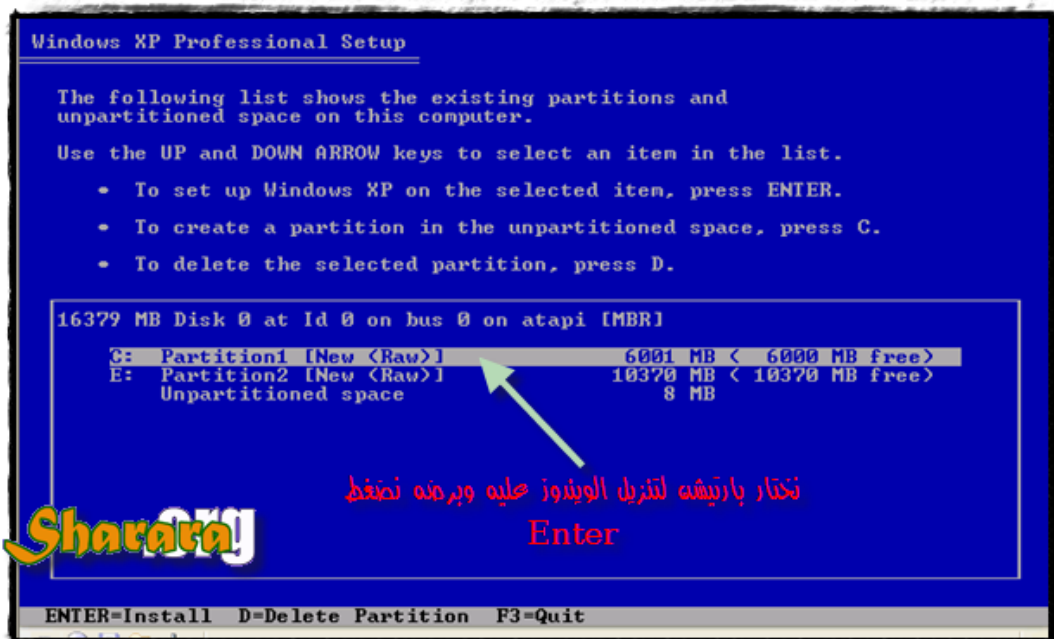 Windows XP Professional Setup
The following list shows the existing partitions and
unpartitioned space on this computer.
Use the UP and DOWN ARROW keys to select an item in the list.
• To set up Windows XP on the selected item, press ENTER.
• To create a partition in the unpartitioned space, press C.
• To delete the selected partition, press D.
16379 MB Disk 0 at Id 0 on bus 0 on atapi [MBR]
C: Partition1 [New (Raw)] 6001 MB ( 6000 MB free)
E: Partition2 [New (Raw)] 10370 MB ( 10370 MB free)
Unpartitioned space 8 MB
نختار بارتيشن لتنزيل الويندوز عليه وبرضه نضغط
Enter
Sharara.org
ENTER=Install D=Delete Partition F3=Quit